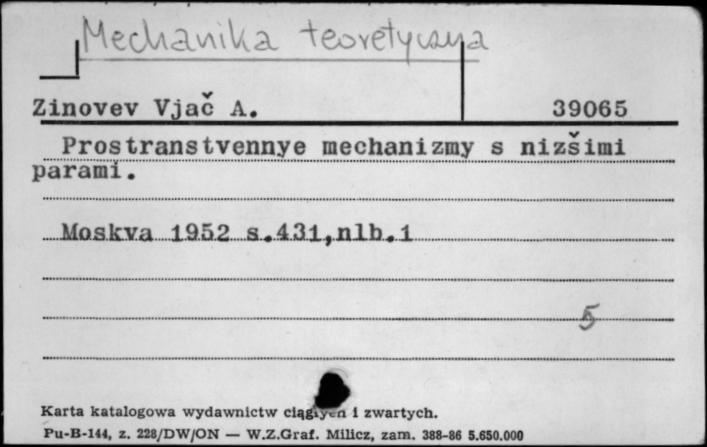 Mechanika teoretyczna
Zinovev Vjač A. 39065
Prostranstvennye mechanizmy s nizšimi
parami.
Moskva 1952 s.431,nlb.1
5
Karta katalogowa wydawnictw ciągłych i zwartych.
Pu-B-144, z. 228/DW/ON — W.Z.Graf. Milicz, zam. 388-86 5.650.000